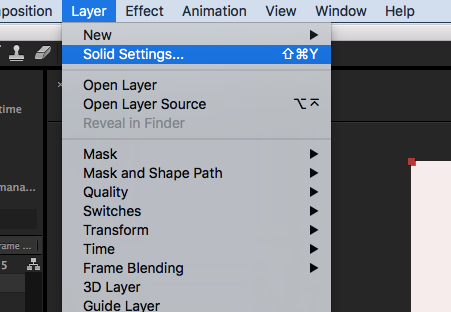 mposition Layer Effect Animation View Window Help
New
Solid Settings... ⇧⌘Y
Open Layer
Open Layer Source ⌥⌤
Reveal in Finder
Mask
Mask and Shape Path
Quality
Switches
Transform
Time
Frame Blending
3D Layer
Guide Layer
time
mana...
rame ...
5